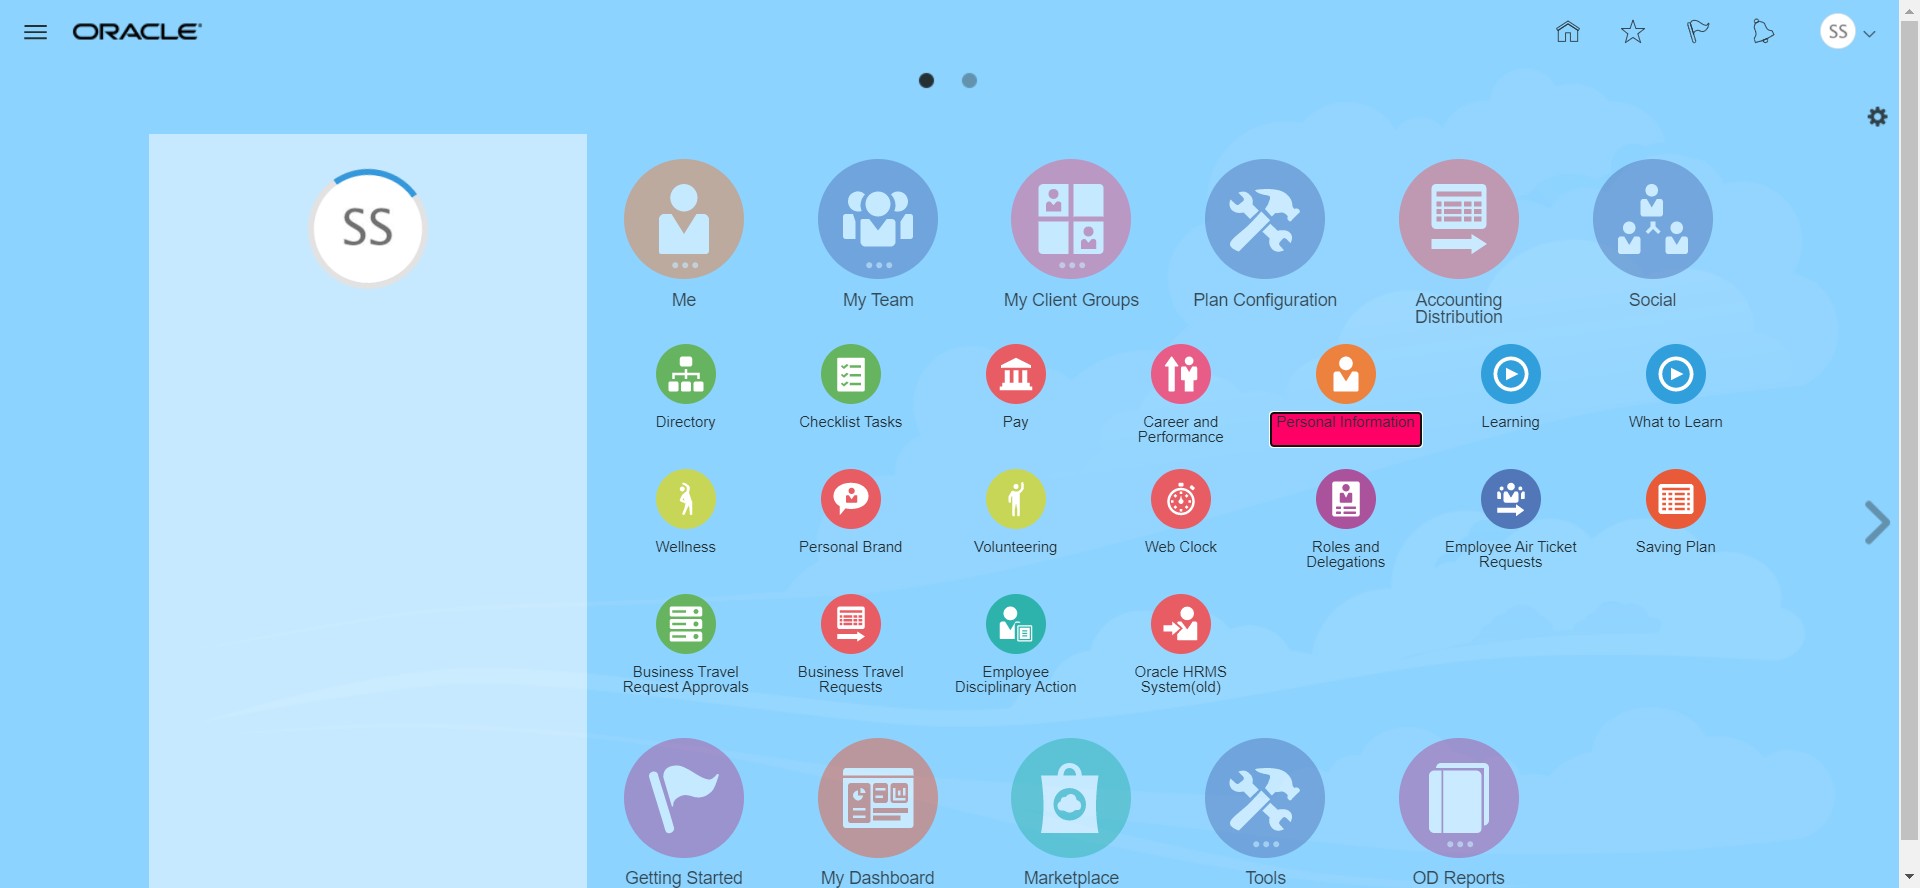 ORACLE
SS
SS
Me
My Team
My Client Groups
Plan Configuration
Accounting
Distribution
Social
Directory
Checklist Tasks
Pay
Career and
Performance
Personal Information
Learning
What to Learn
Wellness
Personal Brand
Volunteering
Web Clock
Roles and
Delegations
Employee Air Ticket
Requests
Saving Plan
Business Travel
Request Approvals
Business Travel
Requests
Employee
Disciplinary Action
Oracle HRMS
System(old)
Getting Started
My Dashboard
Marketplace
Tools
OD Reports